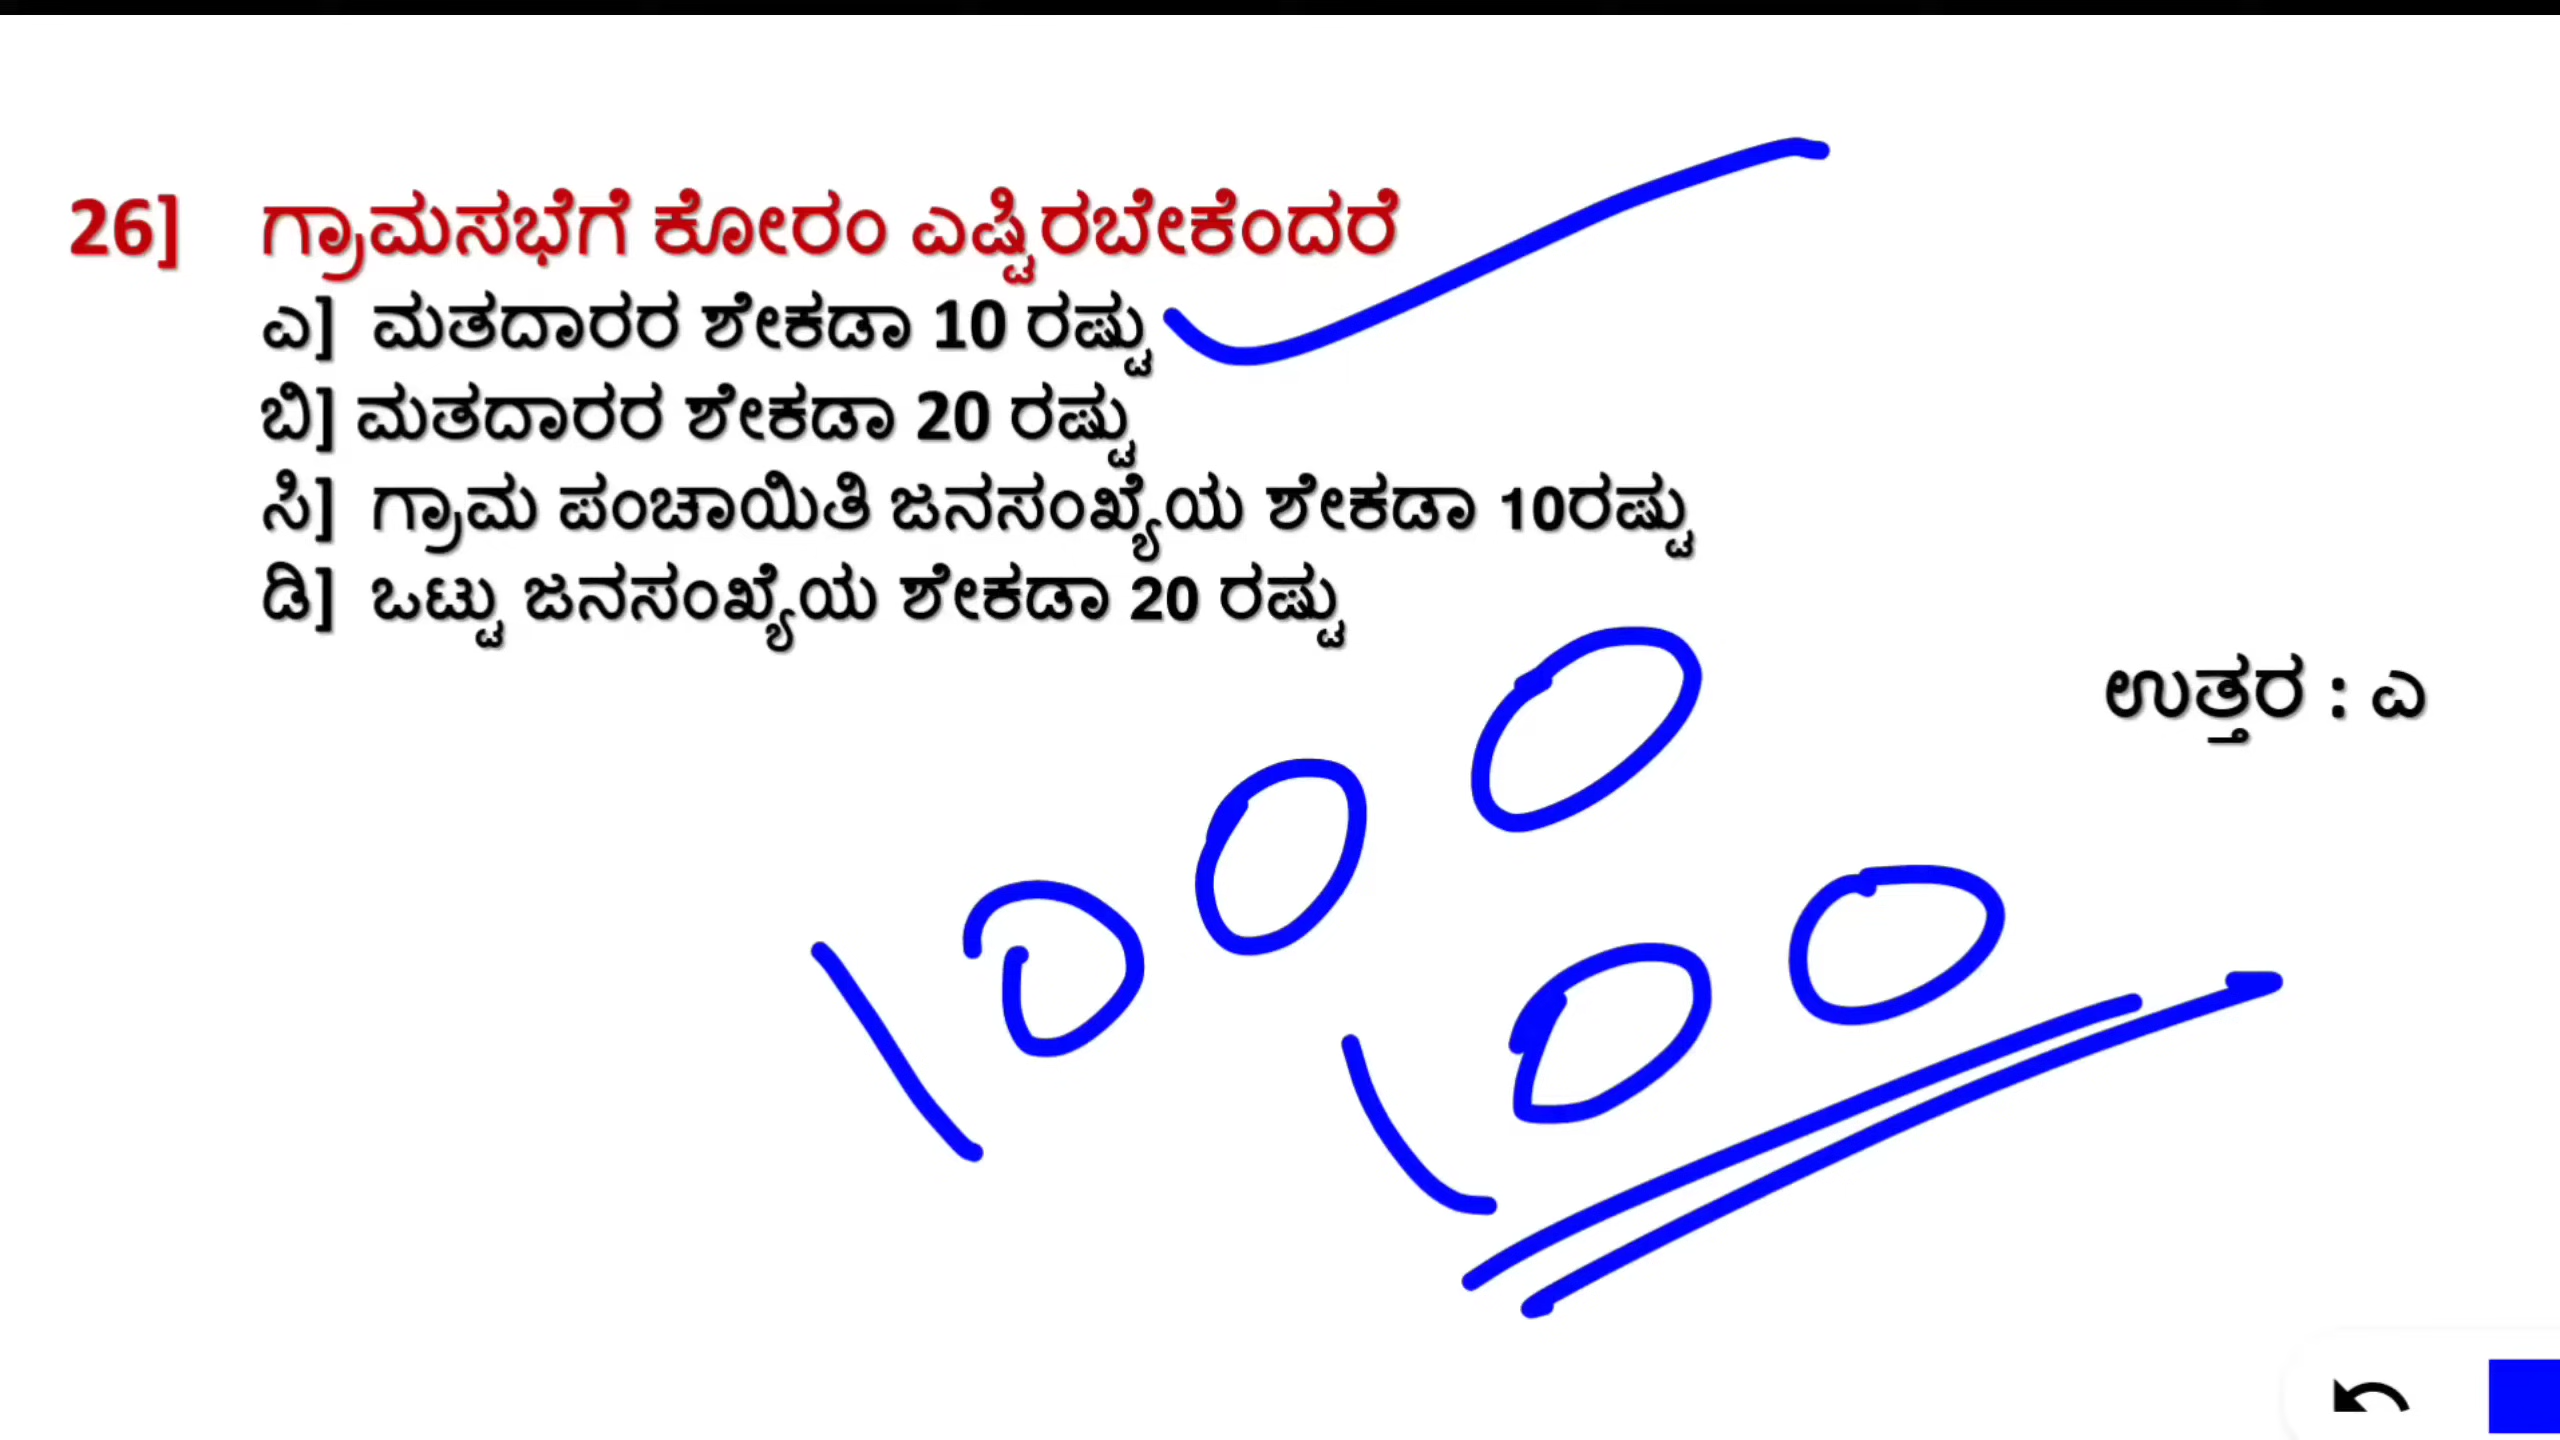 26] ಗ್ರಾಮಸಭೆಗೆ ಕೋರಂ ಎಷ್ಟಿರಬೇಕೆಂದರೆ
ಎ] ಮತದಾರರ ಶೇಕಡಾ 10 ರಷ್ಟು
ಬಿ] ಮತದಾರರ ಶೇಕಡಾ 20 ರಷ್ಟು
ಸಿ] ಗ್ರಾಮ ಪಂಚಾಯಿತಿ ಜನಸಂಖ್ಯೆಯ ಶೇಕಡಾ 10ರಷ್ಟು
ಡಿ] ಒಟ್ಟು ಜನಸಂಖ್ಯೆಯ ಶೇಕಡಾ 20 ರಷ್ಟು
ಉತ್ತರ : ಎ
1000
100